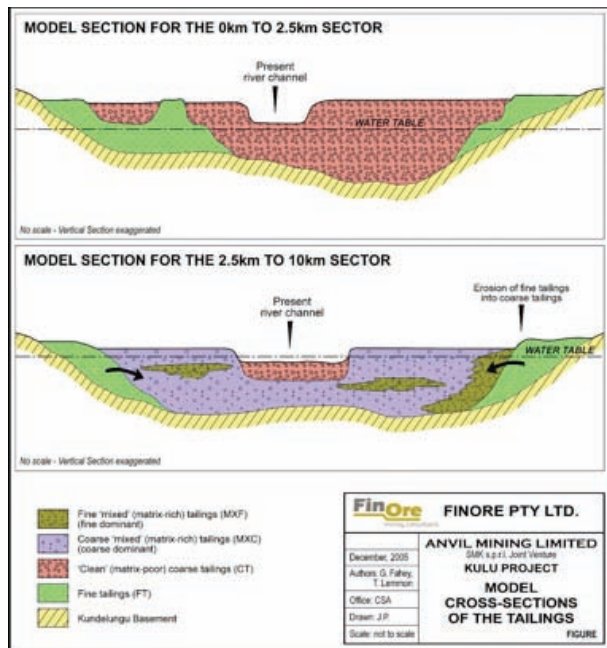 MODEL SECTION FOR THE 0km TO 2.5km SECTOR
Present
river channel
WATER TABLE
No scale - Vertical Section exaggerated
MODEL SECTION FOR THE 2.5km TO 10km SECTOR
Erosion of fine tailings
into coarse tailings
Present
river channel
WATER TABLE
No scale - Vertical Section exaggerated
Fine 'mixed' (matrix-rich) tailings (MXF)
(fine dominant)
Coarse 'mixed' (matrix-rich) tailings (MXC)
(coarse dominant)
'Clean' (matrix-poor) coarse tailings (CT)
Fine tailings (FT)
Kundelungu Basement
FinOre
FINORE PTY LTD.
December, 2005
Authors: G. Fahey,
T. Lemmon
Office: CSA
Drawn: J.P.
Scale: not to scale
ANVIL MINING LIMITED
SMK s.p.r.l. Joint Venture
KULU PROJECT
MODEL
CROSS-SECTIONS
OF THE TAILINGS
FIGURE